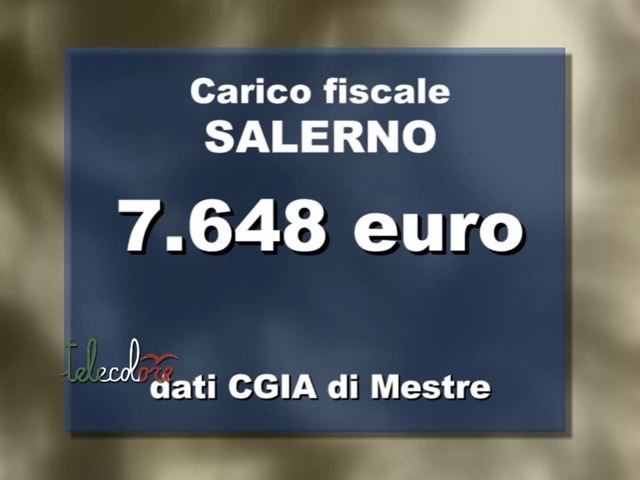 Carico fiscale
SALERNO
7.648 euro
telecolore
dati CGIA di Mestre